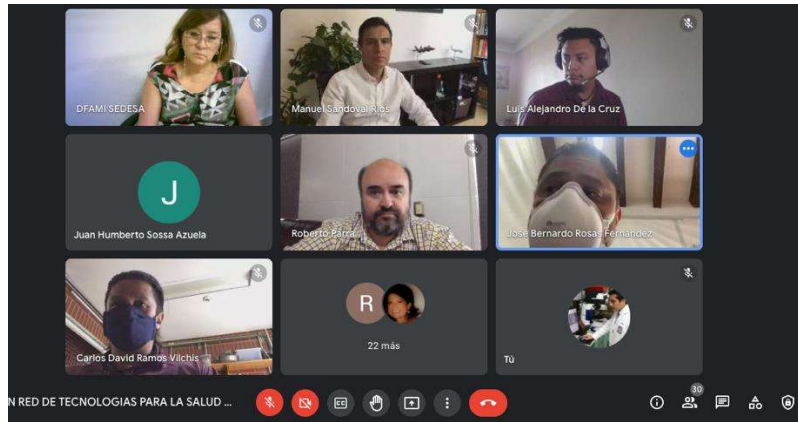 DFAMI SEDESA
Manuel Sandoval Ríos
Luis Alejandro De la Cruz
J
Juan Humberto Sossa Azuela
Roberto Parra
José Bernardo Rosas Fernández
Carlos David Ramos Vilchis
R
22 más
Tú
N RED DE TECNOLOGIAS PARA LA SALUD ...
CC
30